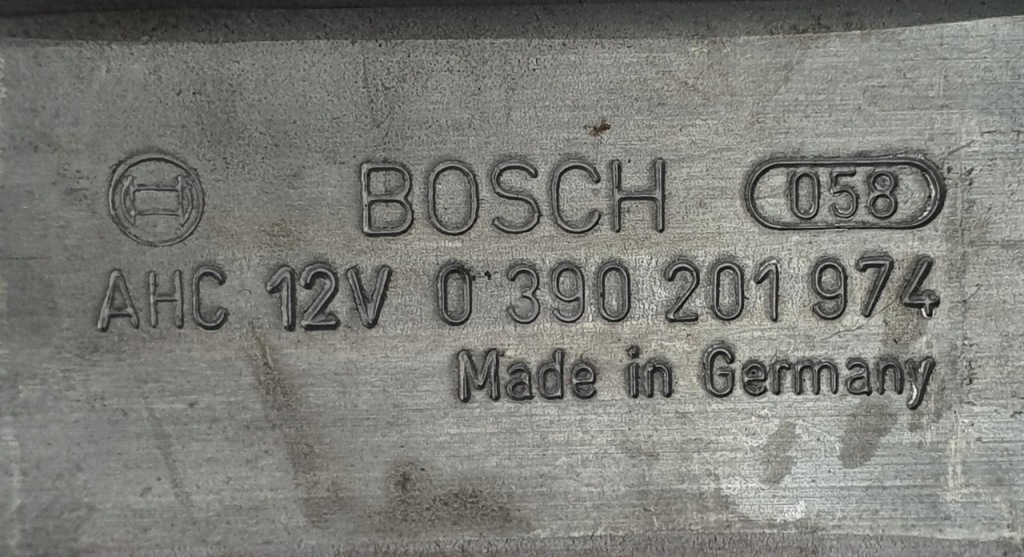 BOSCH 058
AHC 12V 0 390 201 974
Made in Germany